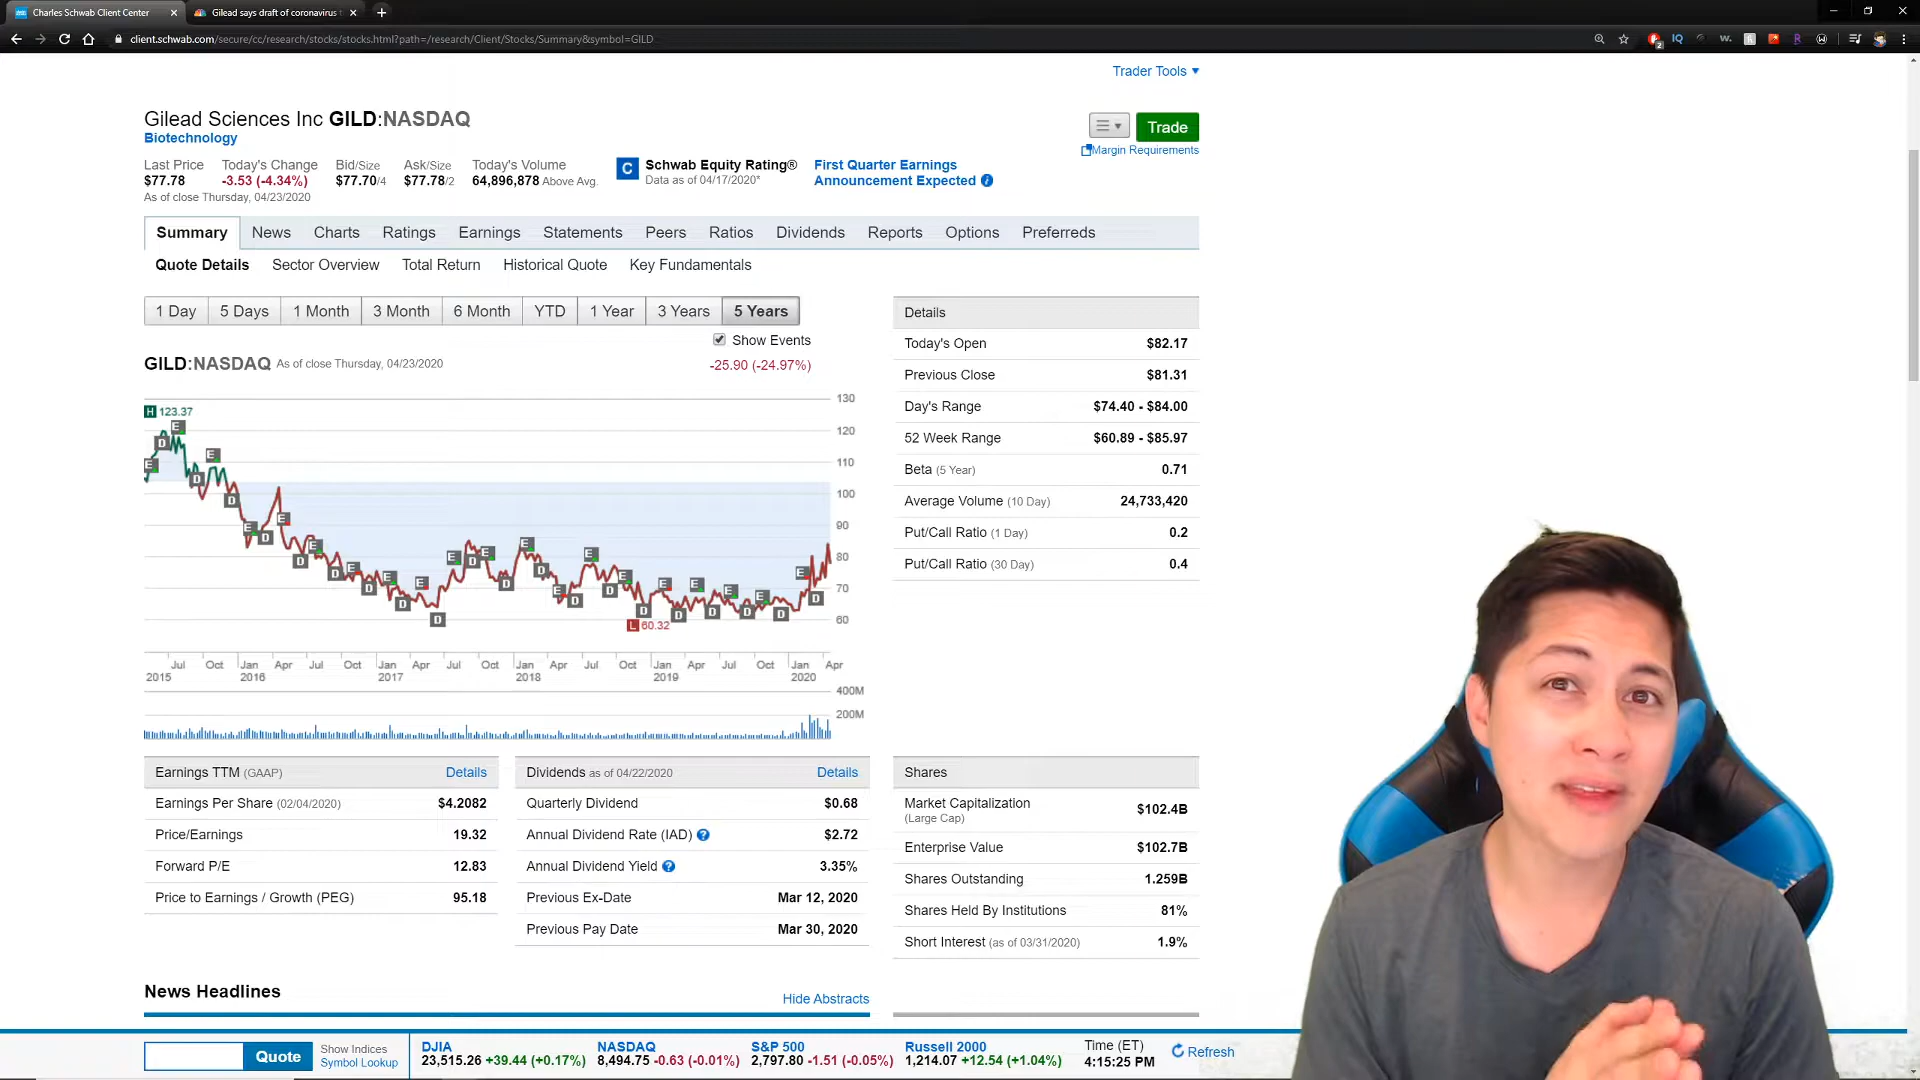 Charles Schwab Client Center
Gilead says draft of coronavirus
client.schwab.com/secure/cc/research/stocks/stocks.html?path=/research/Client/Stocks/Summary&symbol=GILD
Trader Tools
Gilead Sciences Inc GILD:NASDAQ
Biotechnology
Trade
Margin Requirements
Last Price Today's Change Bid/Size Ask/Size Today's Volume
$77.78 -3.53 (-4.34%) $77.70/4 $77.78/2 64,896,878 Above Avg.
As of close Thursday, 04/23/2020
C Schwab Equity Rating®
Data as of 04/17/2020*
First Quarter Earnings
Announcement Expected
Summary News Charts Ratings Earnings Statements Peers Ratios Dividends Reports Options Preferreds
Quote Details Sector Overview Total Return Historical Quote Key Fundamentals
1 Day 5 Days 1 Month 3 Month 6 Month YTD 1 Year 3 Years 5 Years
Show Events
GILD:NASDAQ As of close Thursday, 04/23/2020 -25.90 (-24.97%)
H 123.37
L 60.32
130
120
110
100
90
80
70
60
Jul Oct Jan Apr Jul Oct Jan Apr Jul Oct Jan Apr Jul Oct Jan Apr Jul Oct Jan Apr
2015 2016 2017 2018 2019 2020
400M
200M
Details
Today's Open $82.17
Previous Close $81.31
Day's Range $74.40 - $84.00
52 Week Range $60.89 - $85.97
Beta (5 Year) 0.71
Average Volume (10 Day) 24,733,420
Put/Call Ratio (1 Day) 0.2
Put/Call Ratio (30 Day) 0.4
Earnings TTM (GAAP) Details
Earnings Per Share (02/04/2020) $4.2082
Price/Earnings 19.32
Forward P/E 12.83
Price to Earnings / Growth (PEG) 95.18
Dividends as of 04/22/2020 Details
Quarterly Dividend $0.68
Annual Dividend Rate (IAD) $2.72
Annual Dividend Yield 3.35%
Previous Ex-Date Mar 12, 2020
Previous Pay Date Mar 30, 2020
Shares
Market Capitalization $102.4B
(Large Cap)
Enterprise Value $102.7B
Shares Outstanding 1.259B
Shares Held By Institutions 81%
Short Interest (as of 03/31/2020) 1.9%
News Headlines
Hide Abstracts
Quote
Show Indices
Symbol Lookup
DJIA NASDAQ S&P 500 Russell 2000 Time (ET)
23,515.26 +39.44 (+0.17%) 8,494.75 -0.63 (-0.01%) 2,797.80 -1.51 (-0.05%) 1,214.07 +12.54 (+1.04%) 4:15:25 PM
Refresh